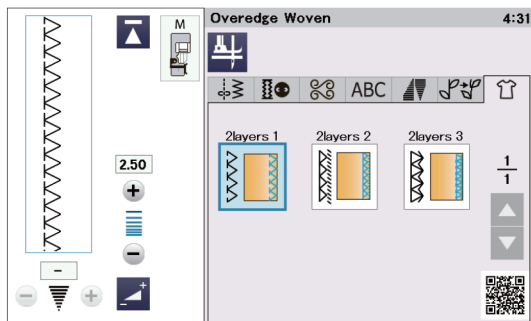 Overedge Woven
4:31
M
ABC
2layers 1
2layers 2
2layers 3
2.50
1
1